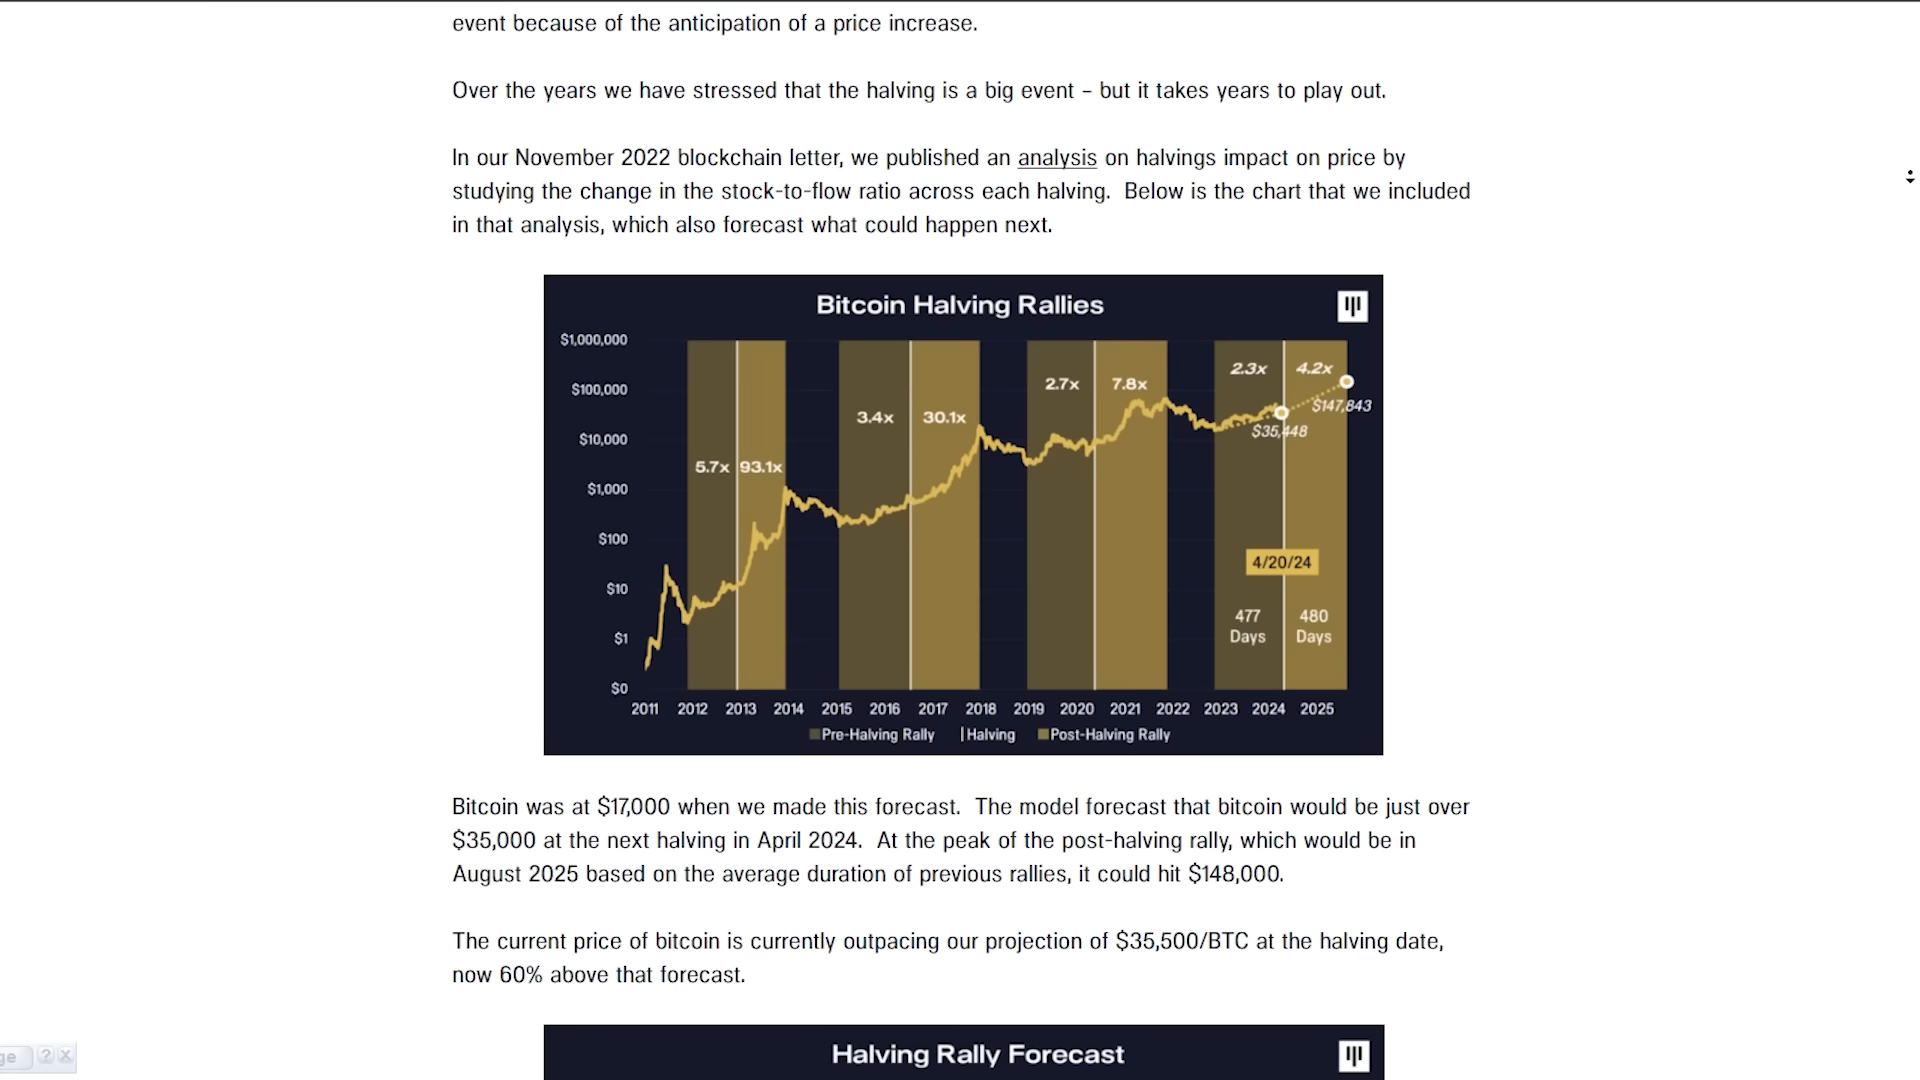 event because of the anticipation of a price increase.
Over the years we have stressed that the halving is a big event – but it takes years to play out.
In our November 2022 blockchain letter, we published an analysis on halvings impact on price by
studying the change in the stock-to-flow ratio across each halving.  Below is the chart that we included
in that analysis, which also forecast what could happen next.
Bitcoin Halving Rallies
$1,000,000
$100,000
$10,000
$1,000
$100
$10
$1
$0
5.7x 93.1x
3.4x 30.1x
2.7x 7.8x
2.3x 4.2x
$147,843
$35,448
4/20/24
477 480
Days Days
2011 2012 2013 2014 2015 2016 2017 2018 2019 2020 2021 2022 2023 2024 2025
Pre-Halving Rally Halving Post-Halving Rally
Bitcoin was at $17,000 when we made this forecast.  The model forecast that bitcoin would be just over
$35,000 at the next halving in April 2024.  At the peak of the post-halving rally, which would be in
August 2025 based on the average duration of previous rallies, it could hit $148,000.
The current price of bitcoin is currently outpacing our projection of $35,500/BTC at the halving date,
now 60% above that forecast.
ge ? X
Halving Rally Forecast